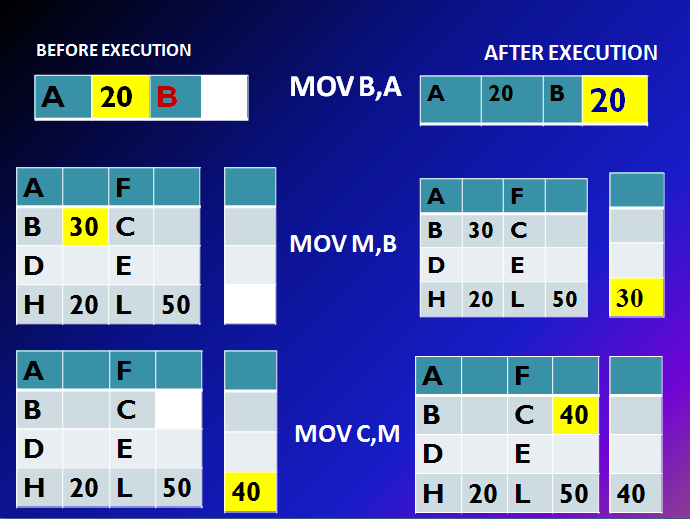 BEFORE EXECUTION
AFTER EXECUTION
A 20 B
MOV B,A
A 20 B 20
A F
B 30 C
D E
H 20 L 50
MOV M,B
A F
B 30 C
D E
H 20 L 50 30
A F
B C
D E
H 20 L 50 40
MOV C,M
A F
B C 40
D E
H 20 L 50 40